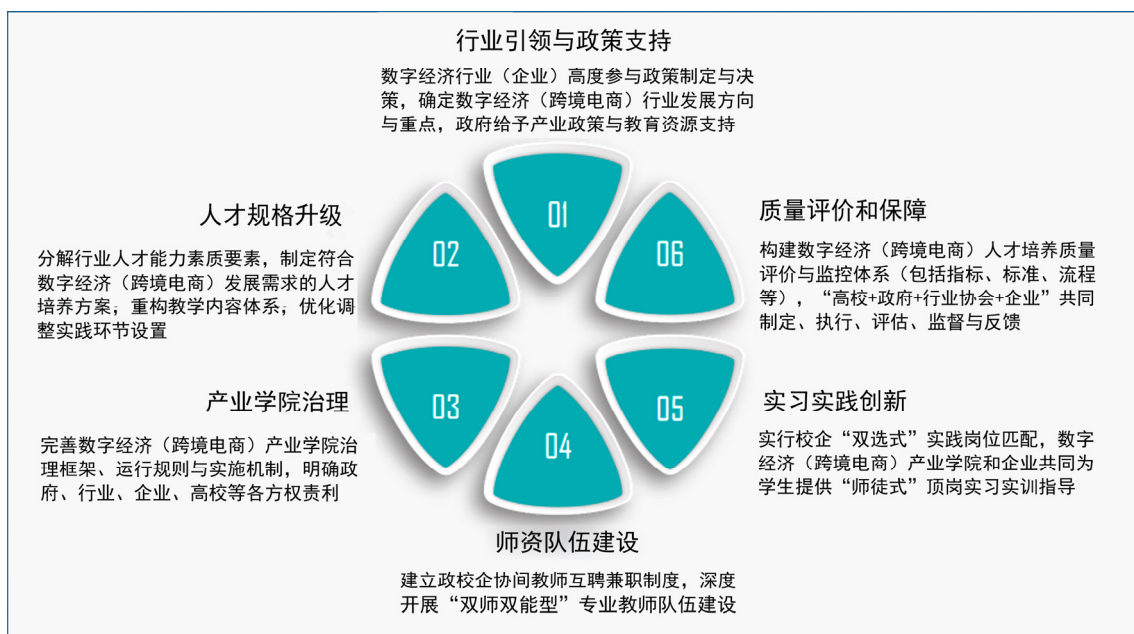 行业引领与政策支持
数字经济行业（企业）高度参与政策制定与决
策，确定数字经济（跨境电商）行业发展方向
与重点，政府给予产业政策与教育资源支持
01
人才规格升级
分解行业人才能力素质要素，制定符合
数字经济（跨境电商）发展需求的人才
培养方案；重构教学内容体系；优化调
整实践环节设置
02
产业学院治理
完善数字经济（跨境电商）产业学院治
理框架、运行规则与实施机制，明确政
府、行业、企业、高校等各方权责利
03
04
师资队伍建设
建立政校企协间教师互聘兼职制度，深度
开展“双师双能型”专业教师队伍建设
05
实习实践创新
实行校企“双选式”实践岗位匹配，数字
经济（跨境电商）产业学院和企业共同为
学生提供“师徒式”顶岗实习实训指导
06
质量评价和保障
构建数字经济（跨境电商）人才培养质量
评价与监控体系（包括指标、标准、流程
等），“高校+政府+行业协会+企业”共同
制定、执行、评估、监督与反馈